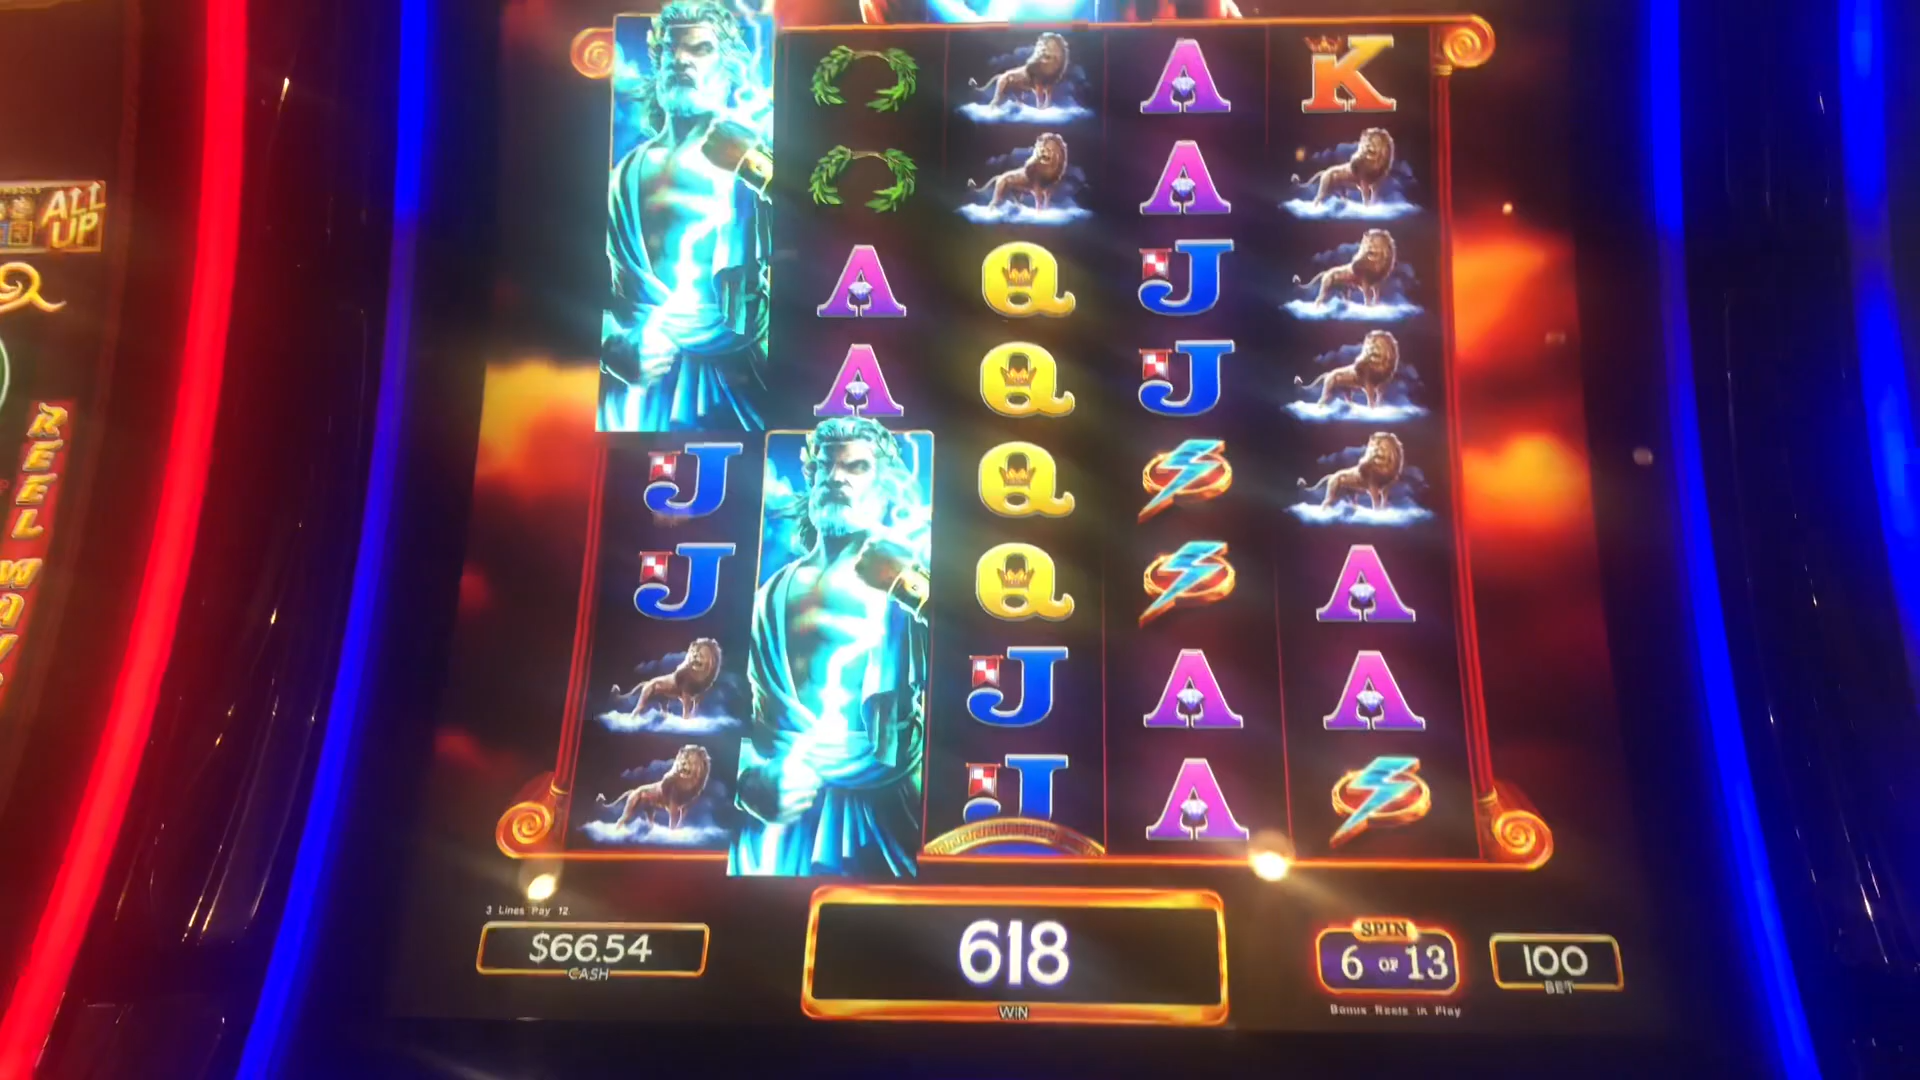 ALL
UP
REEL
K
A
A
A
J
Q
A
J
Q
J
Q
J
Q
A
J
A
A
J
A
3 Lines Pay 12
$66.54
CASH
618
WIN
SPIN
6 OF 13
Bonus Reels in Play
100
BET